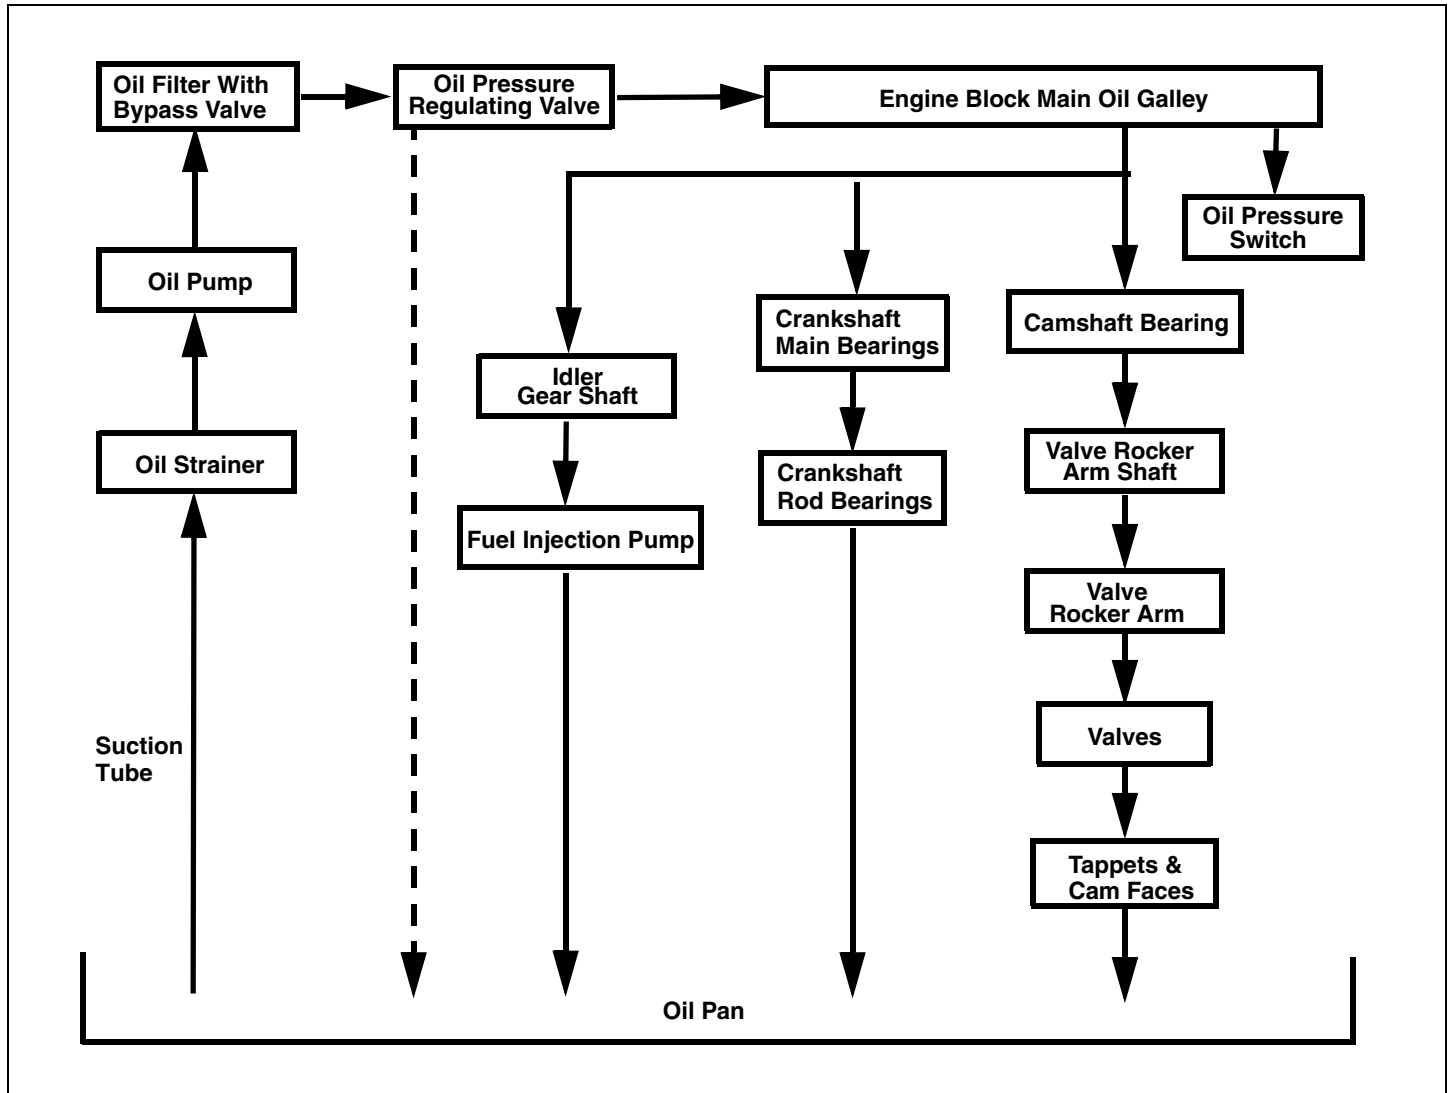 Oil Filter With
Bypass Valve
Oil Pressure
Regulating Valve
Engine Block Main Oil Galley
Oil Pressure
Switch
Oil Pump
Crankshaft
Main Bearings
Camshaft Bearing
Idler
Gear Shaft
Oil Strainer
Crankshaft
Rod Bearings
Valve Rocker
Arm Shaft
Fuel Injection Pump
Valve
Rocker Arm
Suction
Tube
Valves
Tappets &
Cam Faces
Oil Pan